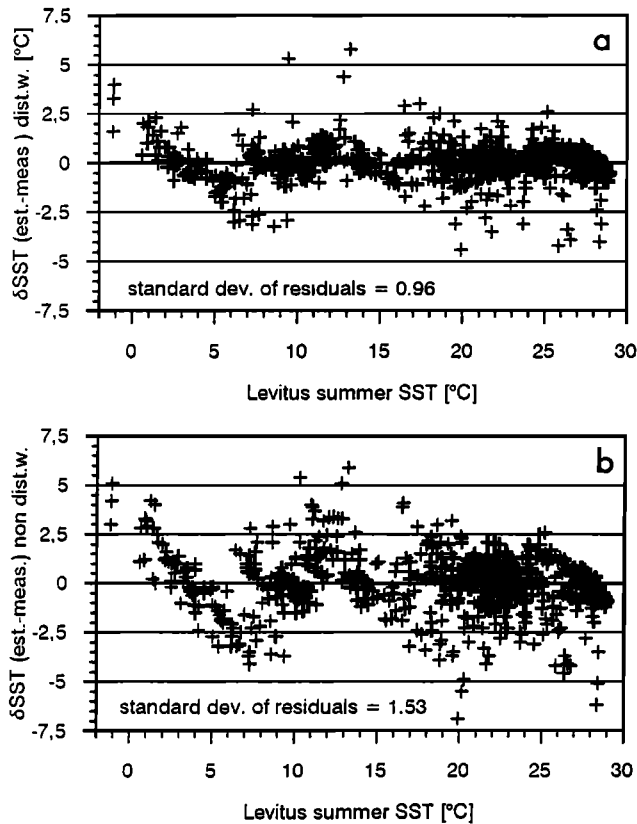 7,5
a
5
2.5
0
-2.5
-5
-7,5
δSST (est.-meas ) dist.w. [°C]
standard dev. of residuals = 0.96
0 5 10 15 20 25 30
Levitus summer SST [°C]
7,5
b
5
2.5
0
-2.5
-5
-7,5
δSST (est.-meas.) non dist.w.
standard dev. of residuals = 1.53
0 5 10 15 20 25 30
Levitus summer SST [°C]